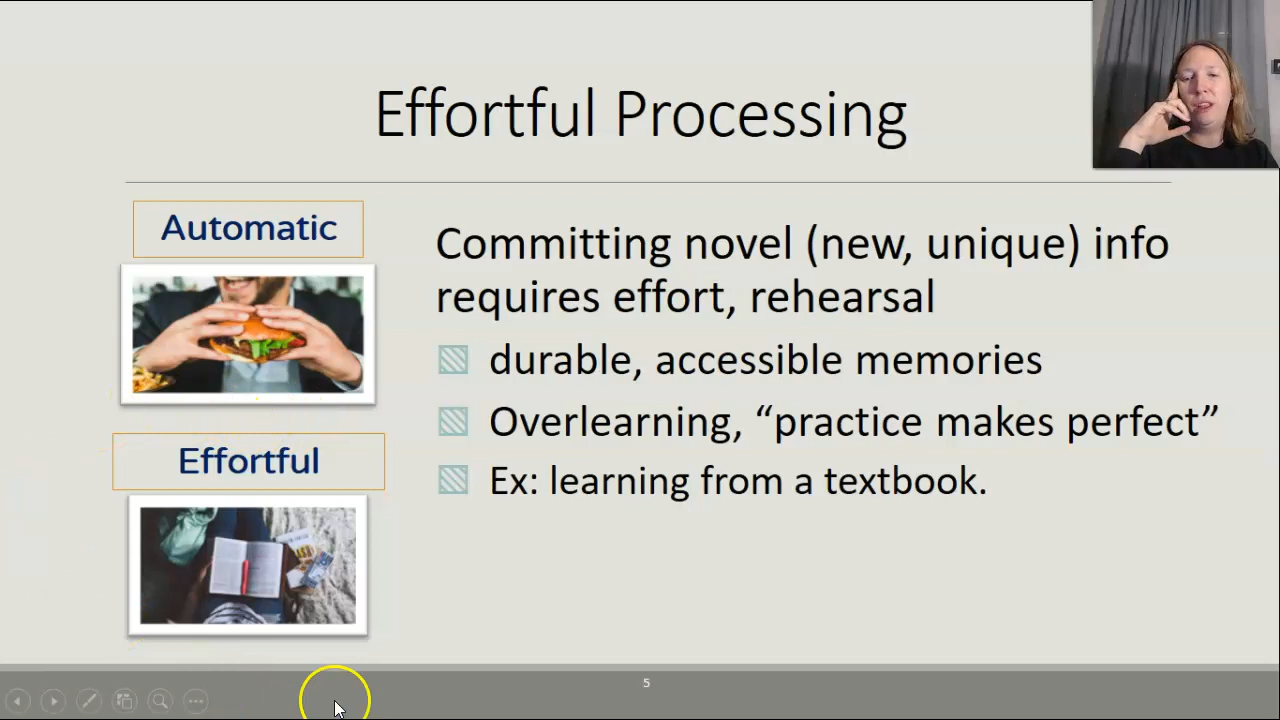 Effortful Processing
Automatic
Effortful
Committing novel (new, unique) info
requires effort, rehearsal
durable, accessible memories
Overlearning, “practice makes perfect”
Ex: learning from a textbook.
5